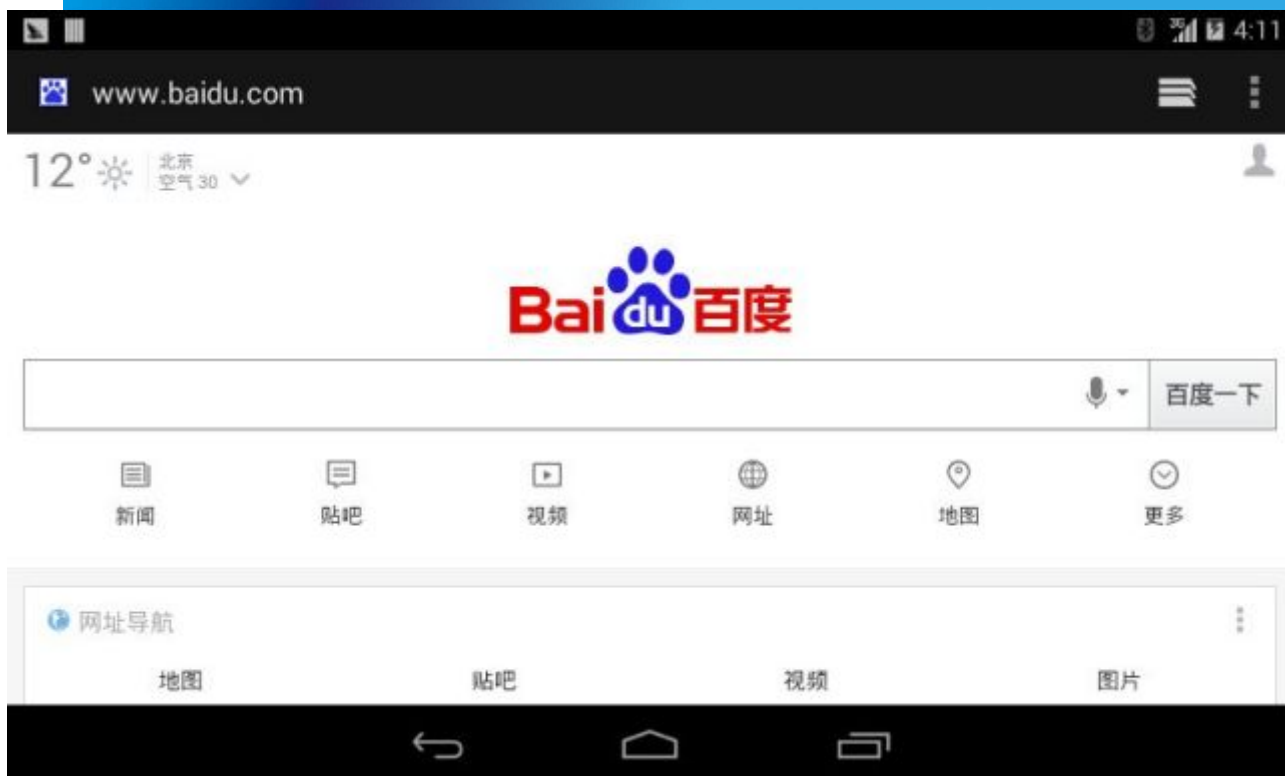 3G 4:11
www.baidu.com
12°
北京
空气 30
Bai du 百度
百度一下
新闻 贴吧 视频 网址 地图 更多
网址导航
地图 贴吧 视频 图片